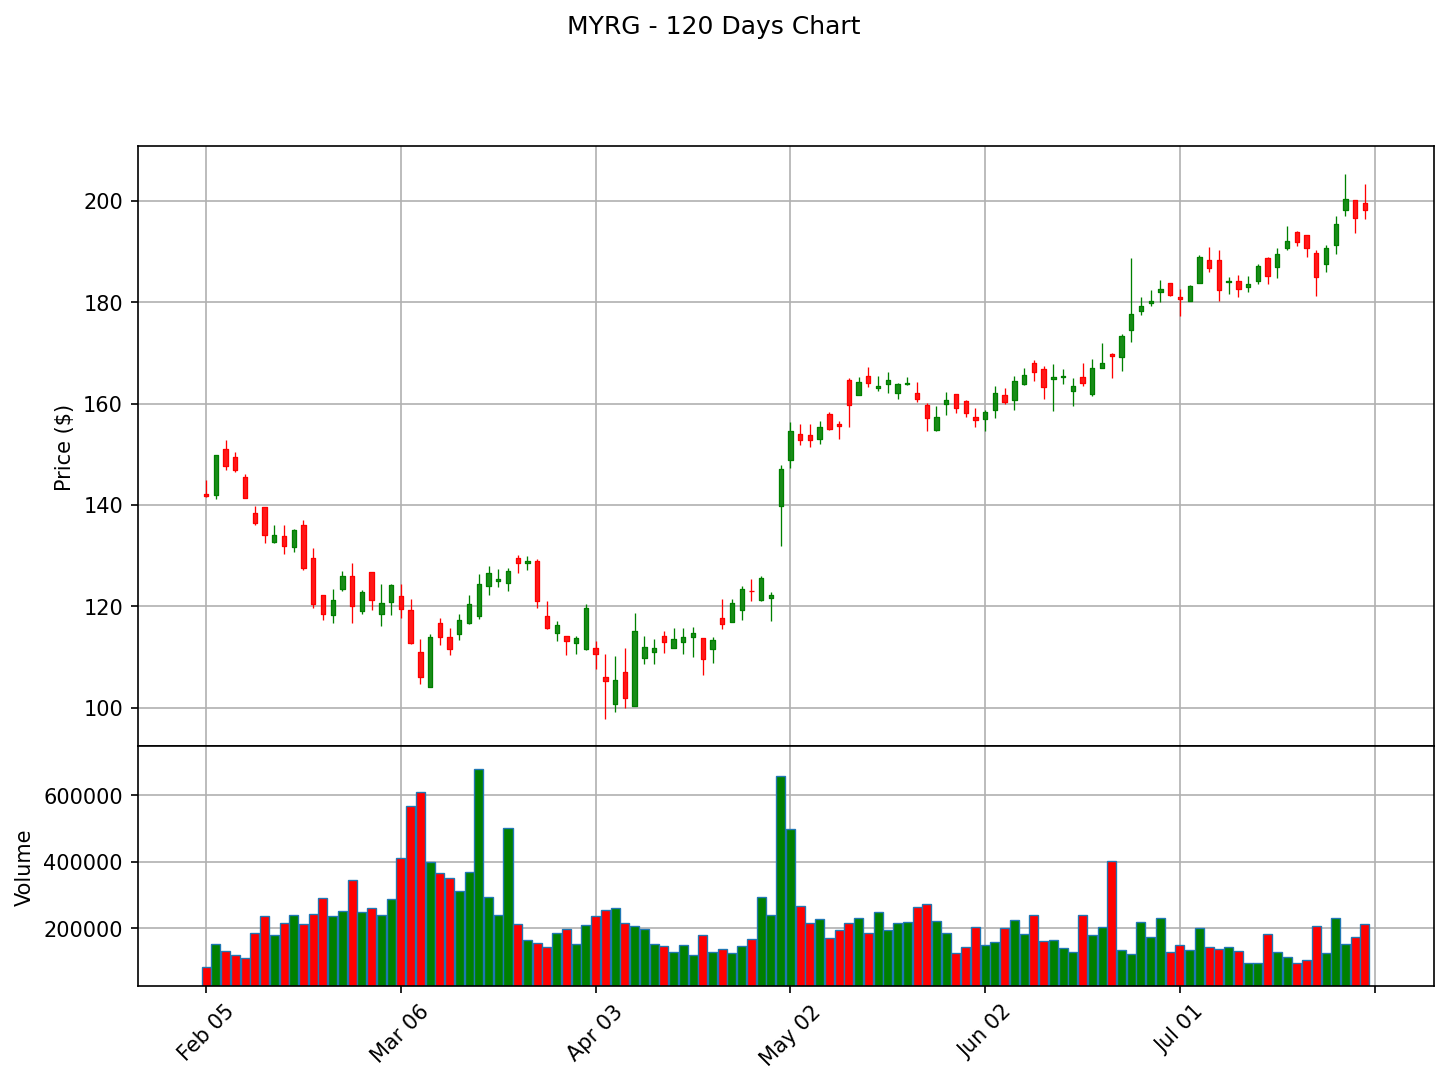 MYRG - 120 Days Chart
Price ($)
200
180
160
140
120
100
Volume
600000
400000
200000
Feb 05
Mar 06
Apr 03
May 02
Jun 02
Jul 01